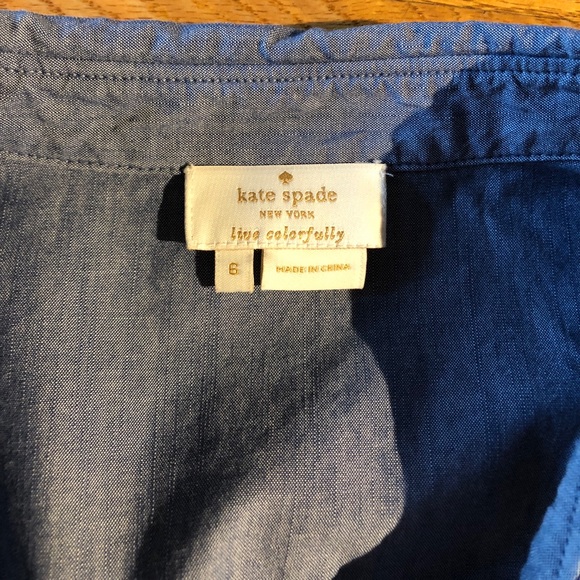 kate spade
NEW YORK
live colorfully
6
MADE IN CHINA